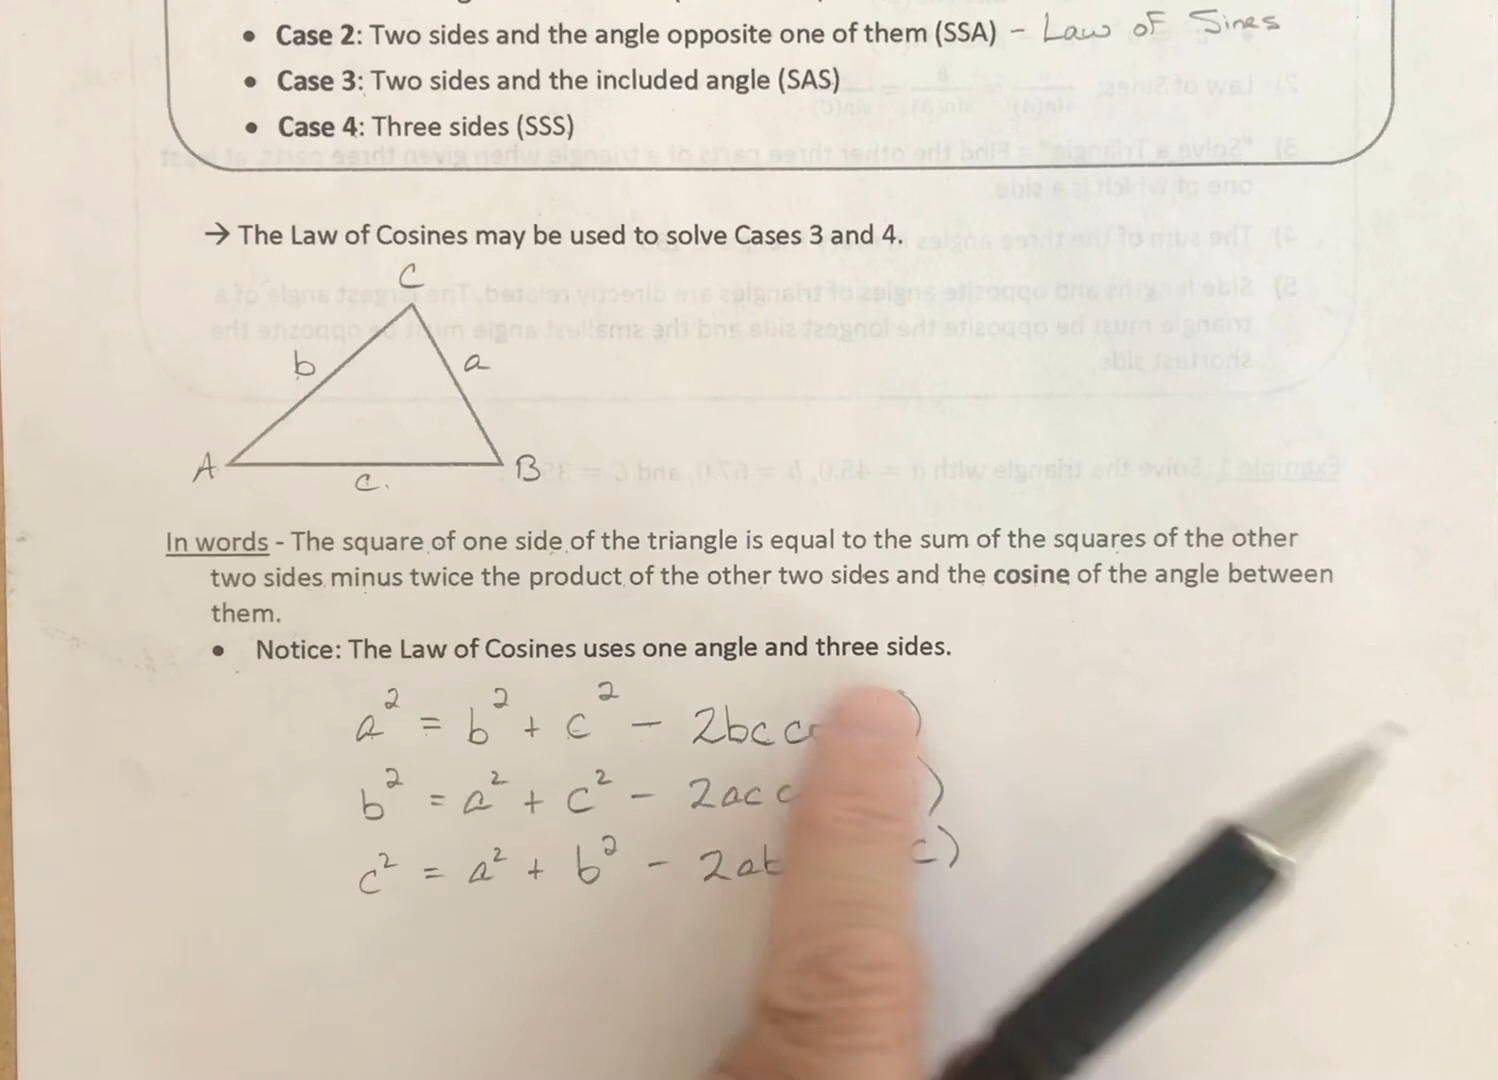 • Case 2: Two sides and the angle opposite one of them (SSA) - Law of Sines
• Case 3: Two sides and the included angle (SAS)
• Case 4: Three sides (SSS)
→ The Law of Cosines may be used to solve Cases 3 and 4.
C
b a
A B
c.
In words - The square of one side of the triangle is equal to the sum of the squares of the other
two sides minus twice the product of the other two sides and the cosine of the angle between
them.
• Notice: The Law of Cosines uses one angle and three sides.
a² = b² + c² - 2bc c )
b² = a² + c² - 2ac c )
c² = a² + b² - 2ab c)